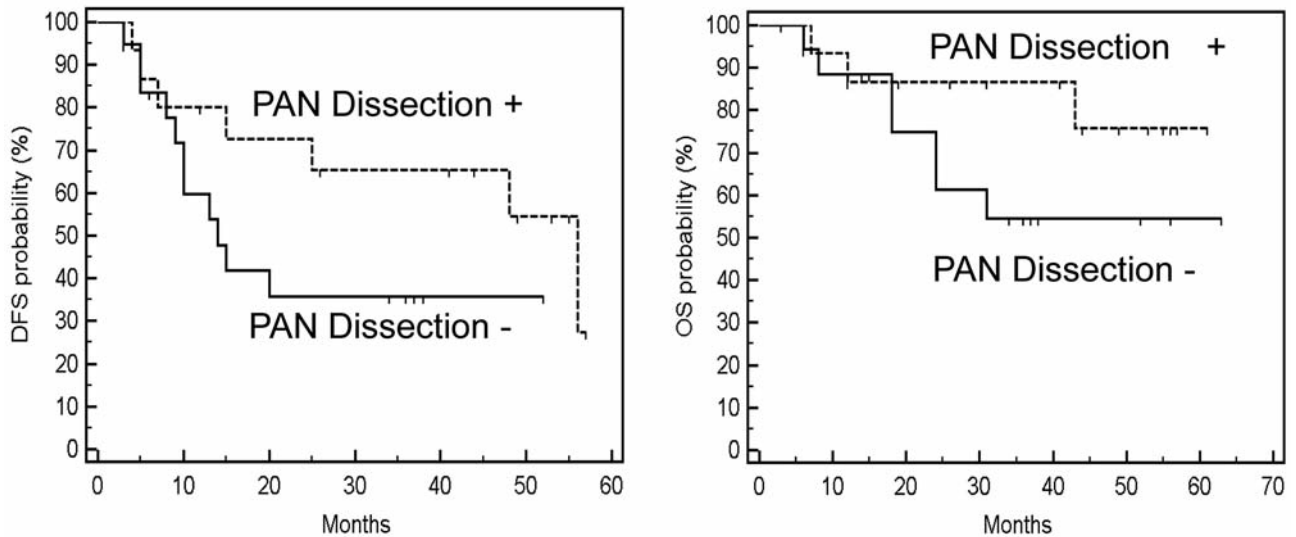 100
90
80
70
60
50
40
30
20
10
0
DFS probability (%)
PAN Dissection +
PAN Dissection -
0 10 20 30 40 50 60
Months
100
90
80
70
60
50
40
30
20
10
0
OS probability (%)
PAN Dissection +
PAN Dissection -
0 10 20 30 40 50 60 70
Months